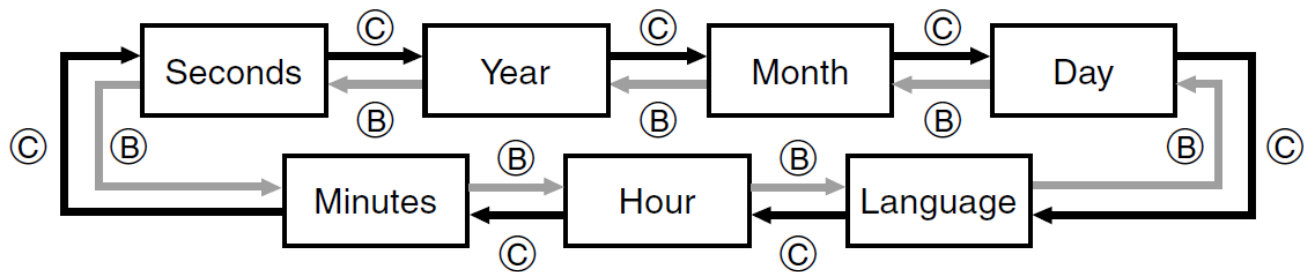 Ⓒ Ⓒ Ⓒ
Seconds Year Month Day
Ⓑ Ⓑ Ⓑ
Ⓒ Ⓑ Ⓑ Ⓑ Ⓑ Ⓒ
Minutes Hour Language
Ⓒ Ⓒ